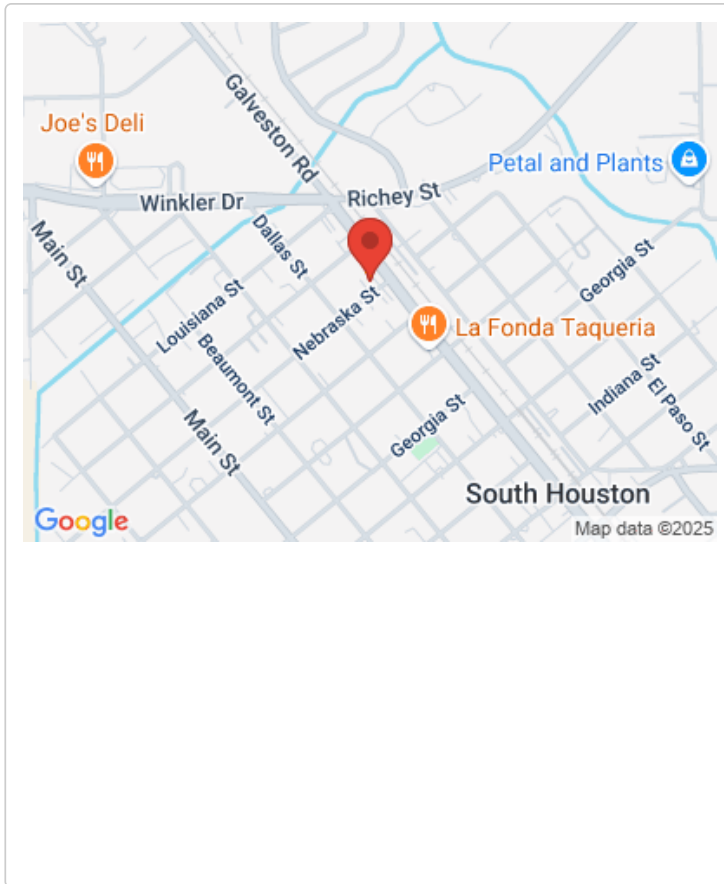 Galveston Rd
Joe's Deli
Petal and Plants
Richey St
Winkler Dr
Main St
Dallas St
Georgia St
Louisiana St
Nebraska St
La Fonda Taqueria
Beaumont St
Indiana St
El Paso St
Georgia St
Main St
South Houston
Google
Map data ©2025